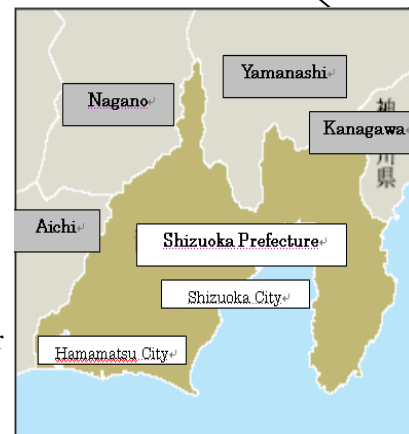 Yamanashi
Nagano
神
Kanagawa
川
県
Aichi
Shizuoka Prefecture
Shizuoka City
r
Hamamatsu City